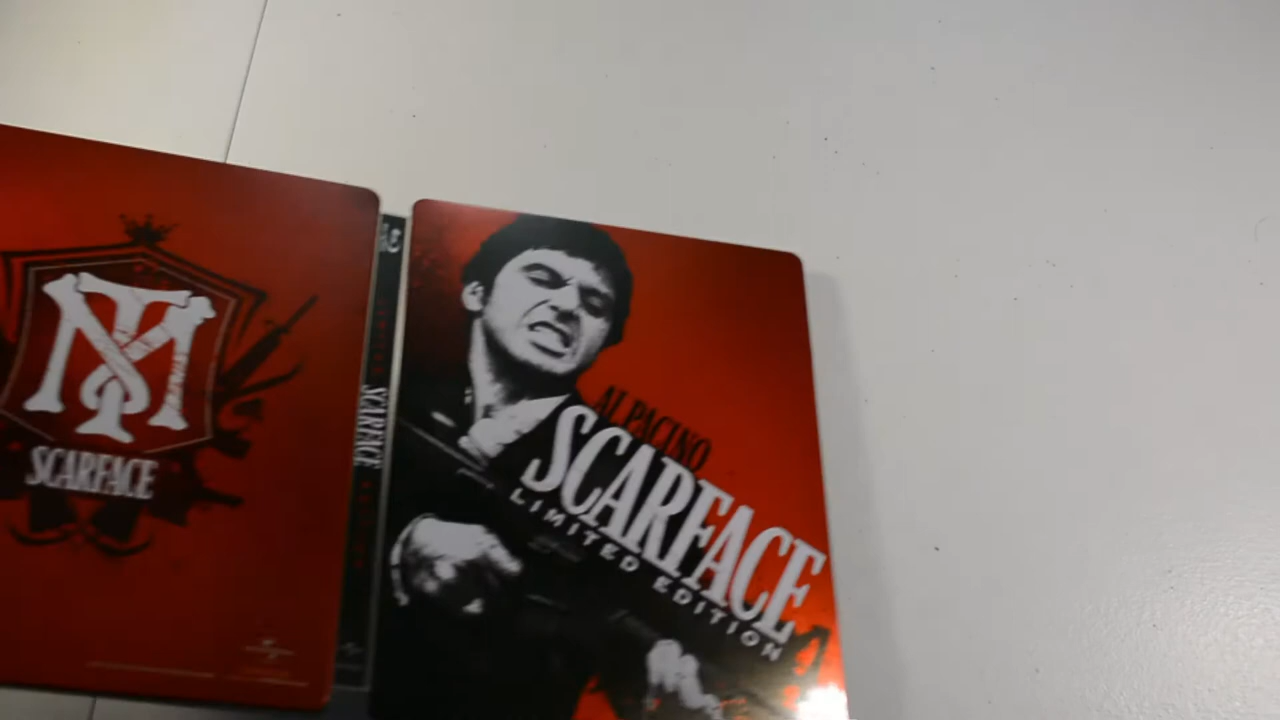 TM
SCARFACE
SCARFACE
AL PACINO
SCARFACE
LIMITED EDITION